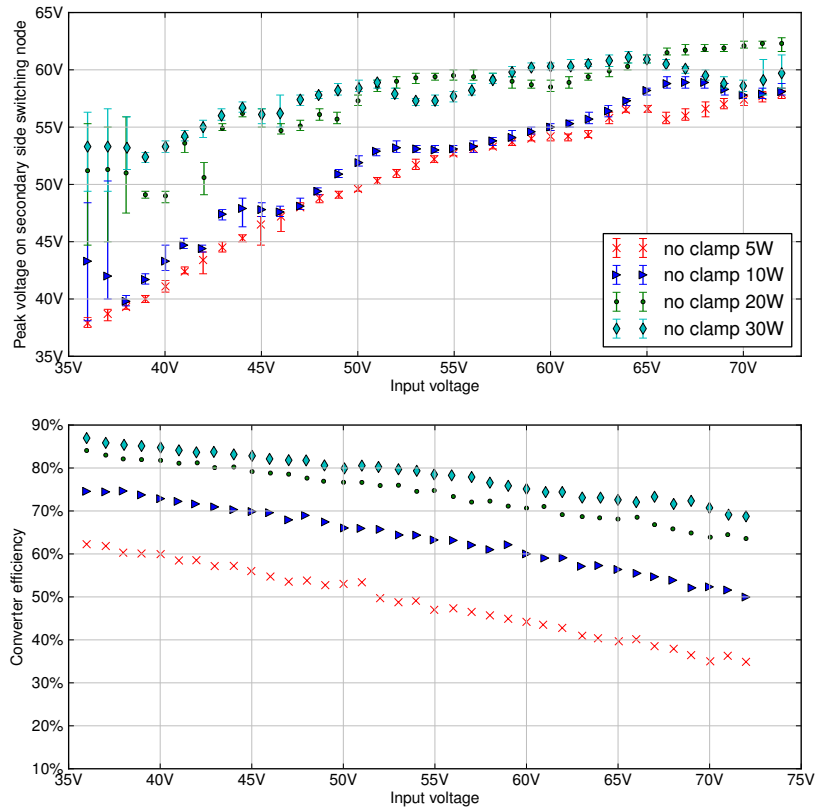 65V
60V
55V
50V
45V
40V
35V
Peak voltage on secondary side switching node
no clamp 5W
no clamp 10W
no clamp 20W
no clamp 30W
35V 40V 45V 50V 55V 60V 65V 70V
Input voltage
90%
80%
70%
60%
50%
40%
30%
20%
10%
Converter efficiency
35V 40V 45V 50V 55V 60V 65V 70V 75V
Input voltage